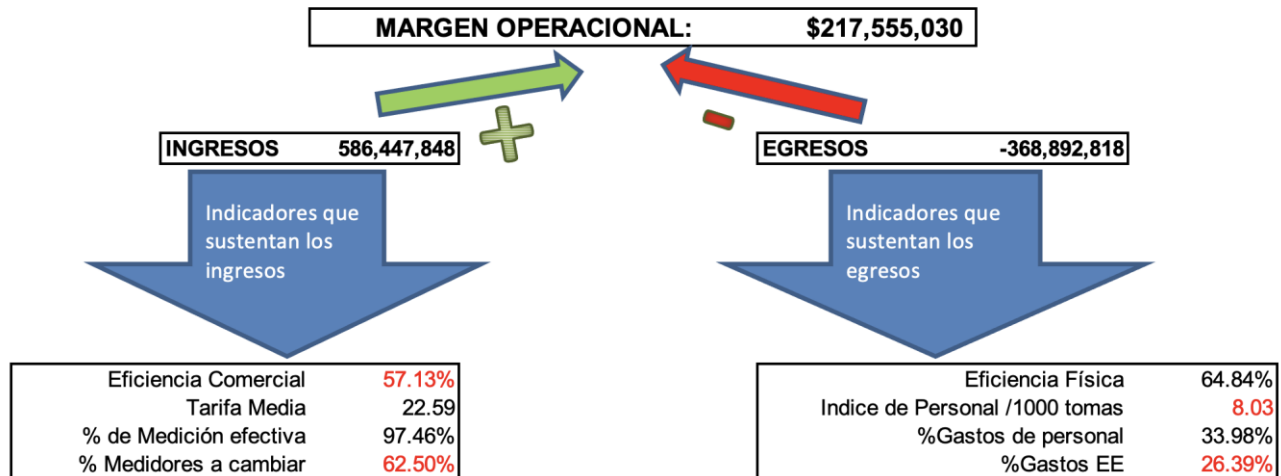 MARGEN OPERACIONAL: $217,555,030
INGRESOS 586,447,848
EGRESOS -368,892,818
Indicadores que
sustentan los
ingresos
Indicadores que
sustentan los
egresos
Eficiencia Comercial 57.13%
Tarifa Media 22.59
% de Medición efectiva 97.46%
% Medidores a cambiar 62.50%
Eficiencia Física 64.84%
Indice de Personal /1000 tomas 8.03
%Gastos de personal 33.98%
%Gastos EE 26.39%